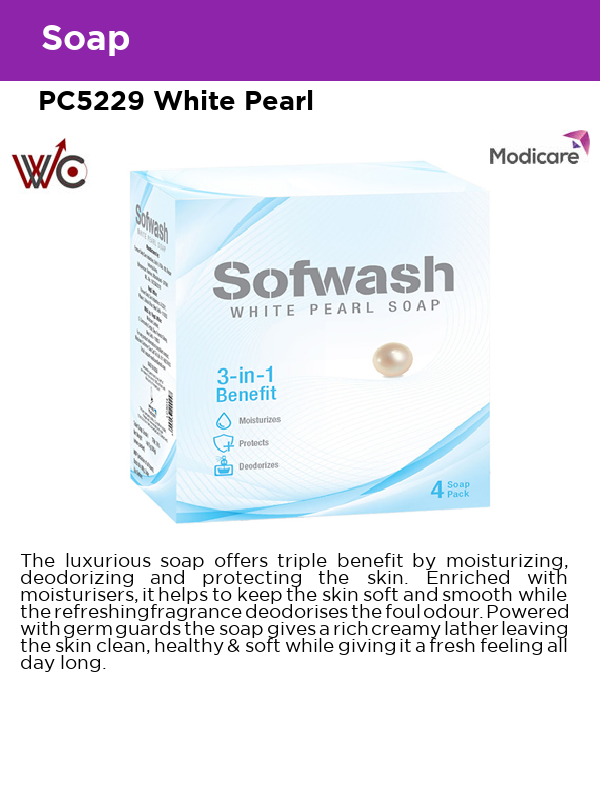 Soap
PC5229 White Pearl
WC
Modicare
Sofwash
WHITE PEARL SOAP
Sofwash
WHITE PEARL SOAP
3-in-1
Benefit
Moisturizes
Protects
Deodorizes
4 Soap
Pack
The luxurious soap offers triple benefit by moisturizing,
deodorizing and protecting the skin. Enriched with
moisturisers, it helps to keep the skin soft and smooth while
the refreshing fragrance deodorises the foul odour. Powered
with germ guards the soap gives a rich creamy lather leaving
the skin clean, healthy & soft while giving it a fresh feeling all
day long.